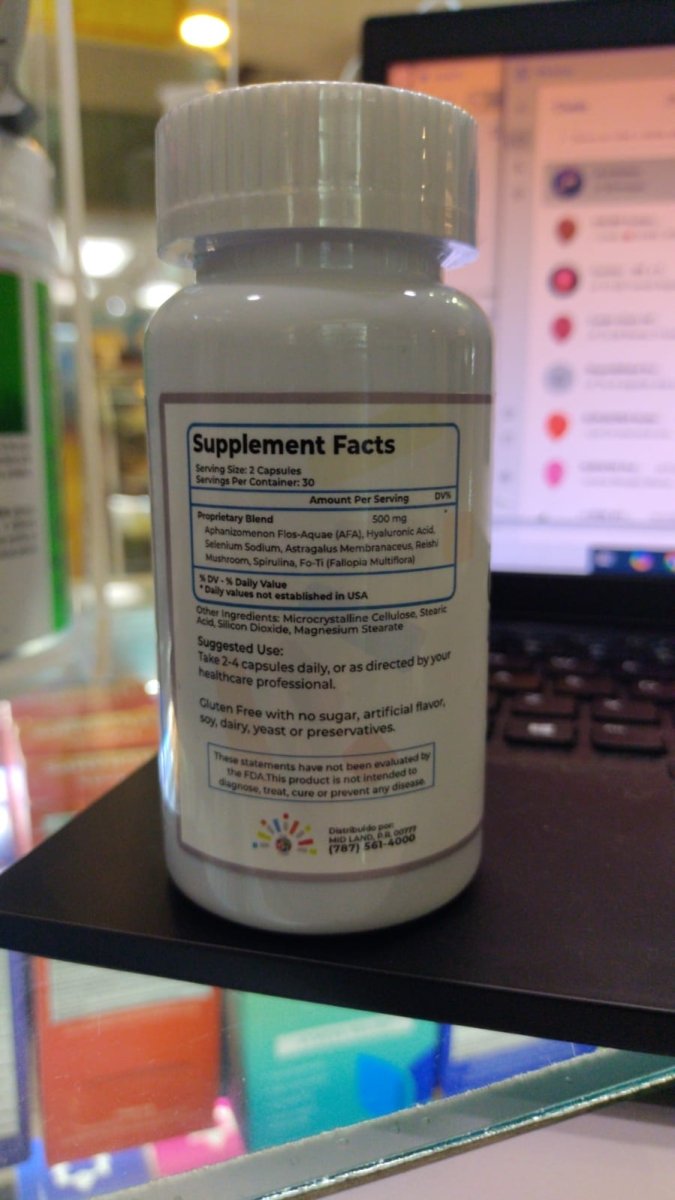 Supplement Facts
Serving Size: 2 Capsules
Servings Per Container: 30
Amount Per Serving DV%
Proprietary Blend 500 mg *
Aphanizomenon Flos-Aquae (AFA), Hyaluronic Acid,
Selenium Sodium, Astragalus Membranaceus, Reishi
Mushroom, Spirulina, Fo-Ti (Fallopia Multiflora)
% DV - % Daily Value
* Daily values not established in USA
Other Ingredients: Microcrystalline Cellulose, Stearic
Acid, Silicon Dioxide, Magnesium Stearate
Suggested Use:
Take 2-4 capsules daily, or as directed by your
healthcare professional.
Gluten Free with no sugar, artificial flavor,
soy, dairy, yeast or preservatives.
These statements have not been evaluated by
the FDA.This product is not intended to
diagnose, treat, cure or prevent any disease.
Distribuido por:
MID LAND, P.R. 00777
(787) 561-4000